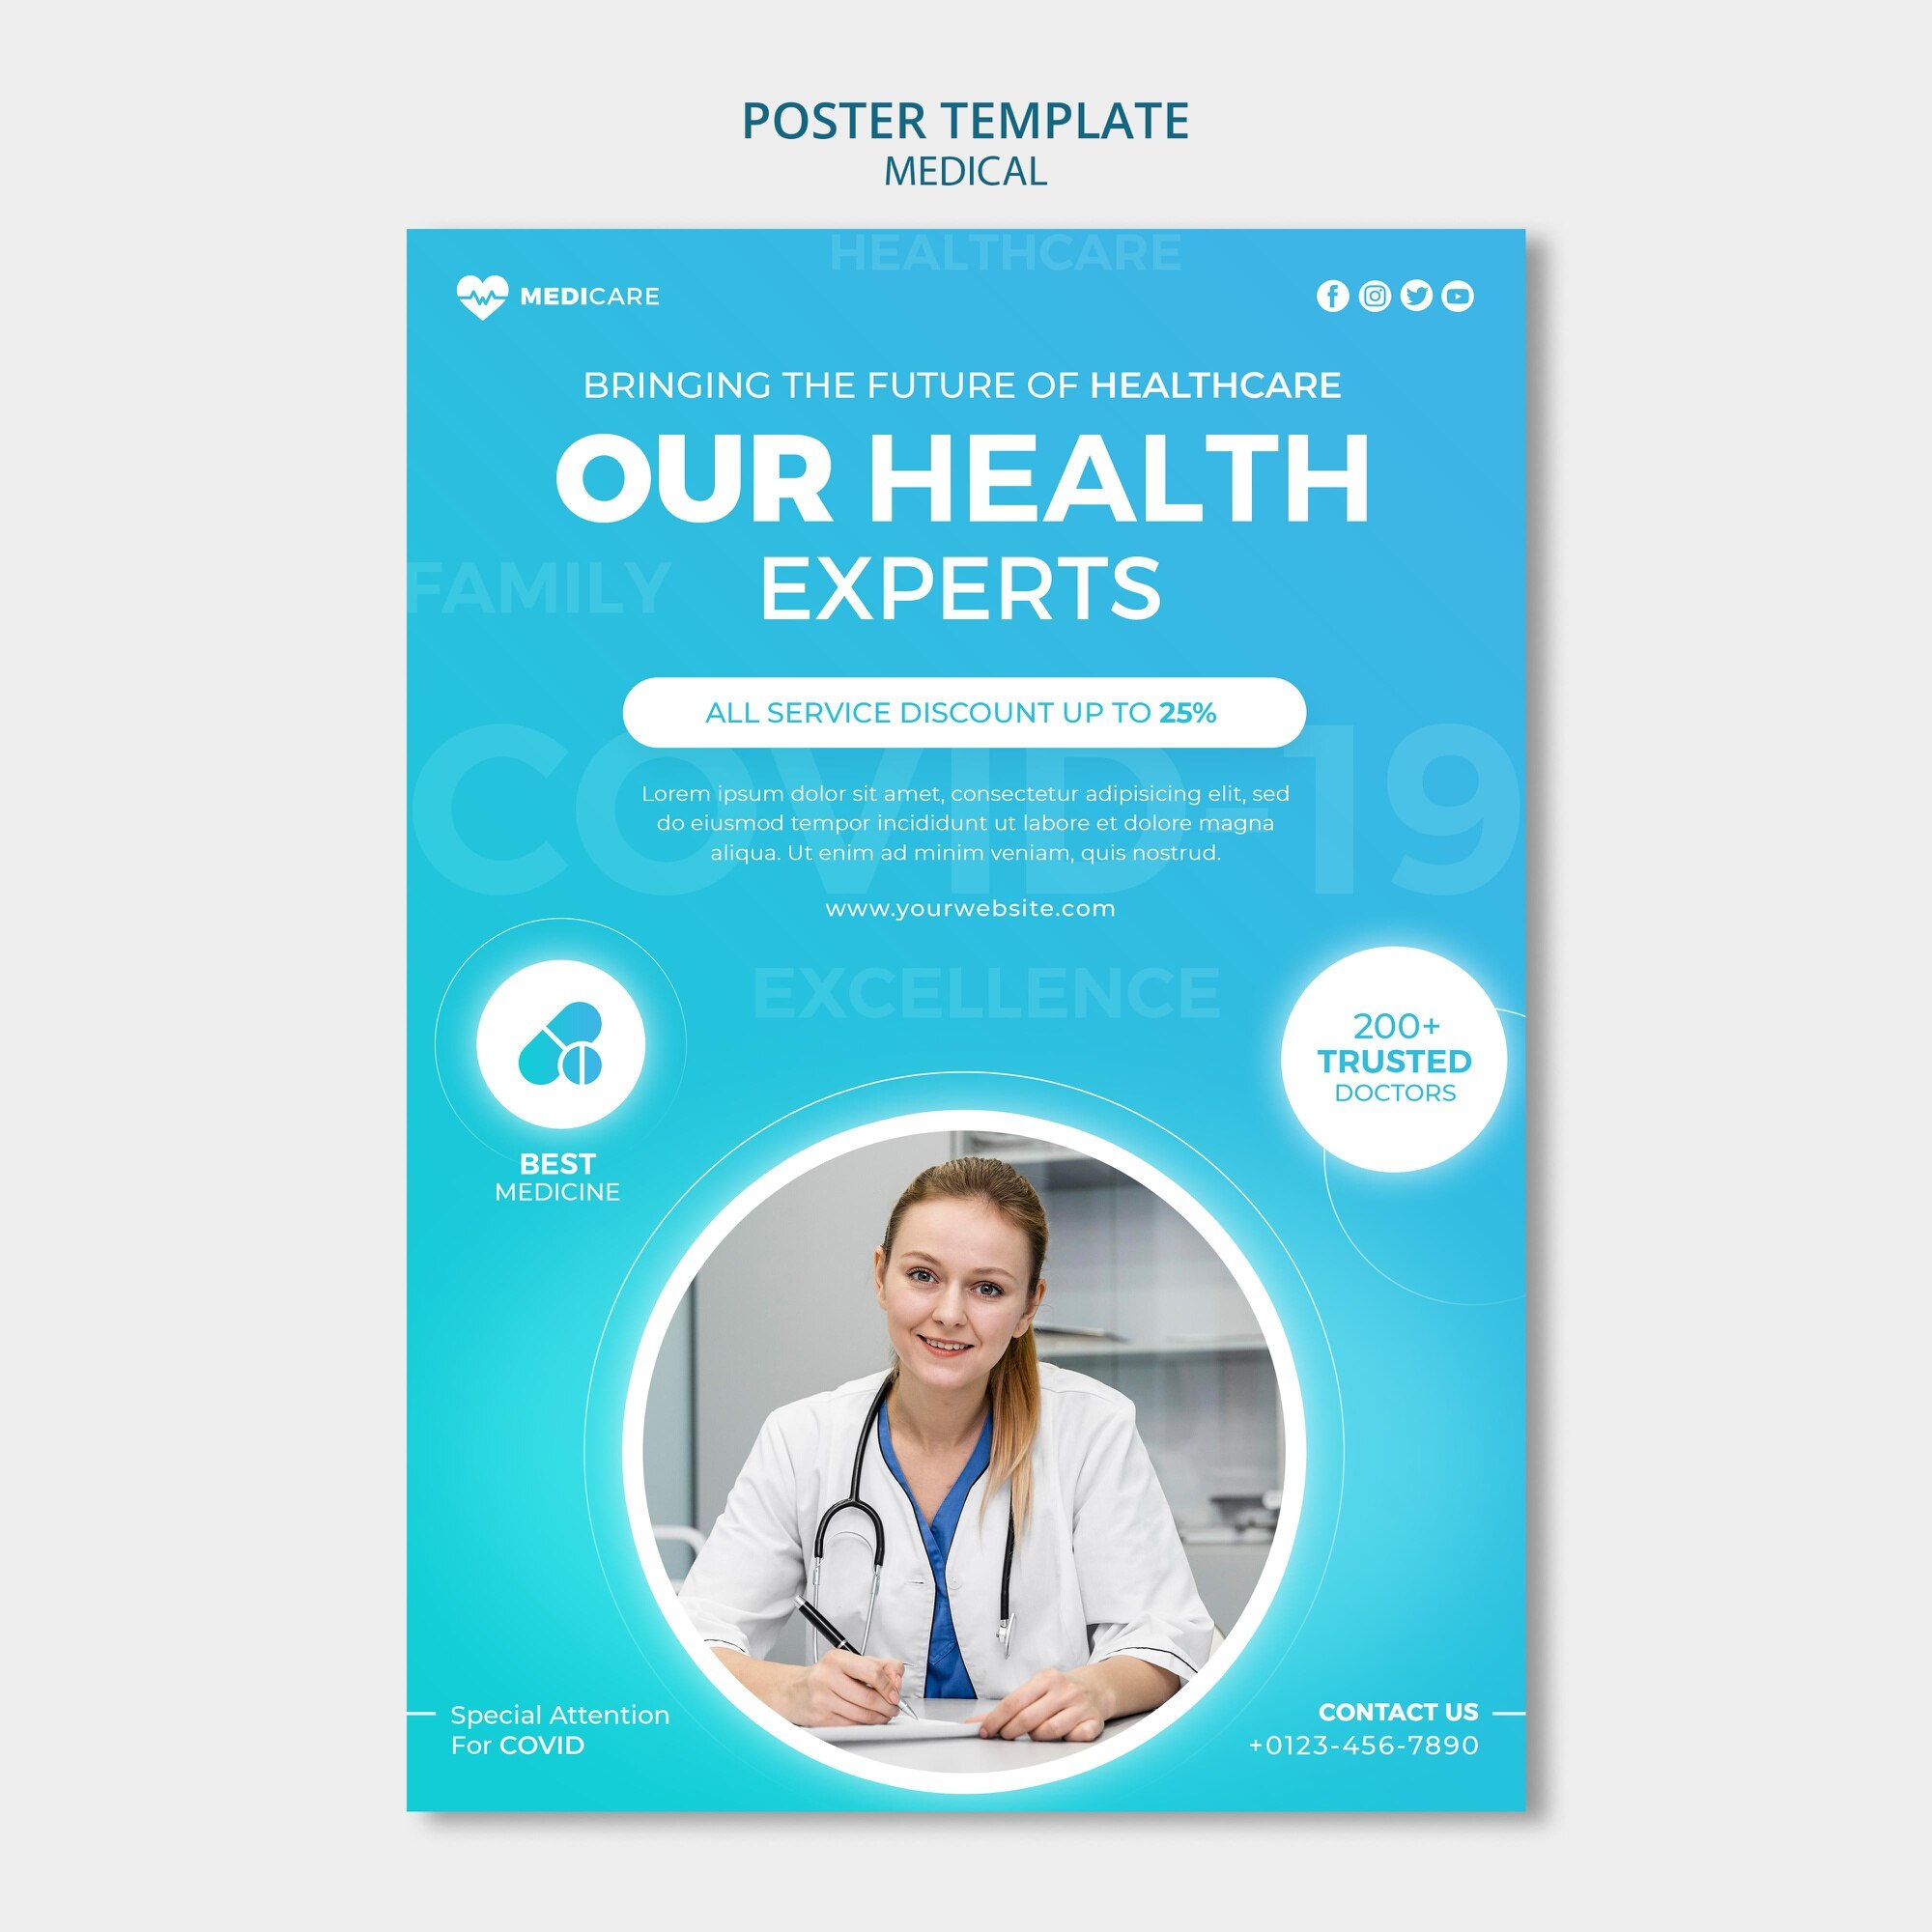 POSTER TEMPLATE
MEDICAL
HEALTHCARE
MEDICARE
BRINGING THE FUTURE OF HEALTHCARE
OUR HEALTH
EXPERTS
FAMILY
ALL SERVICE DISCOUNT UP TO 25%
COVID-19
Lorem ipsum dolor sit amet, consectetur adipisicing elit, sed
do eiusmod tempor incididunt ut labore et dolore magna
aliqua. Ut enim ad minim veniam, quis nostrud.
www.yourwebsite.com
EXCELLENCE
200+
TRUSTED
DOCTORS
BEST
MEDICINE
Special Attention
For COVID
CONTACT US
+0123-456-7890